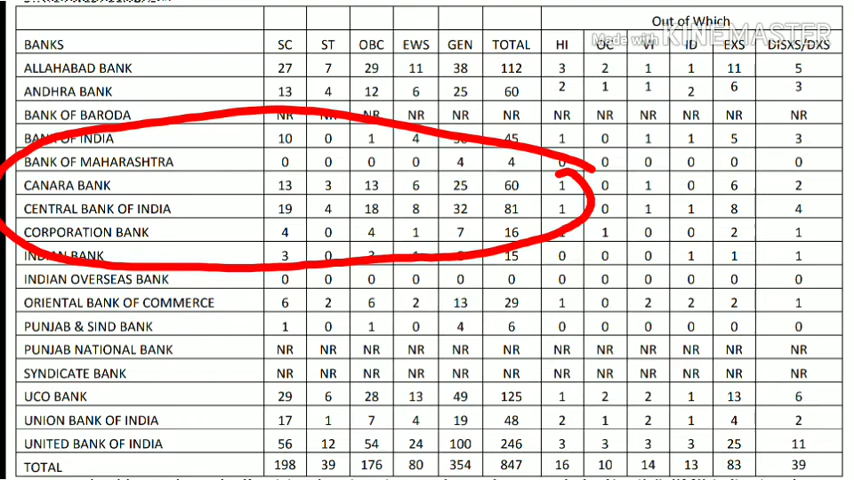 Out of Which
Made with KINEMASTER
BANKS SC ST OBC EWS GEN TOTAL HI OC VI ID EXS DISXS/DXS
ALLAHABAD BANK 27 7 29 11 38 112 3 2 1 1 11 5
ANDHRA BANK 13 4 12 6 25 60 2 1 1 2 6 3
BANK OF BARODA NR NR NR NR NR NR NR NR NR NR NR NR
BANK OF INDIA 10 0 1 4 45 1 0 1 1 5 3
BANK OF MAHARASHTRA 0 0 0 0 4 4 0 0 0 0 0 0
CANARA BANK 13 3 13 6 25 60 1 0 1 0 6 2
CENTRAL BANK OF INDIA 19 4 18 8 32 81 1 0 1 1 8 4
CORPORATION BANK 4 0 4 1 7 16 1 0 0 2 1
INDIAN BANK 3 0 15 0 0 0 1 1 1
INDIAN OVERSEAS BANK 0 0 0 0 0 0 0 0 0 0 0 0
ORIENTAL BANK OF COMMERCE 6 2 6 2 13 29 1 0 2 2 2 1
PUNJAB & SIND BANK 1 0 1 0 4 6 0 0 0 0 0 0
PUNJAB NATIONAL BANK NR NR NR NR NR NR NR NR NR NR NR NR
SYNDICATE BANK NR NR NR NR NR NR NR NR NR NR NR NR
UCO BANK 29 6 28 13 49 125 1 2 2 1 13 6
UNION BANK OF INDIA 17 1 7 4 19 48 2 1 2 1 4 2
UNITED BANK OF INDIA 56 12 54 24 100 246 3 3 3 3 25 11
TOTAL 198 39 176 80 354 847 16 10 14 13 83 39